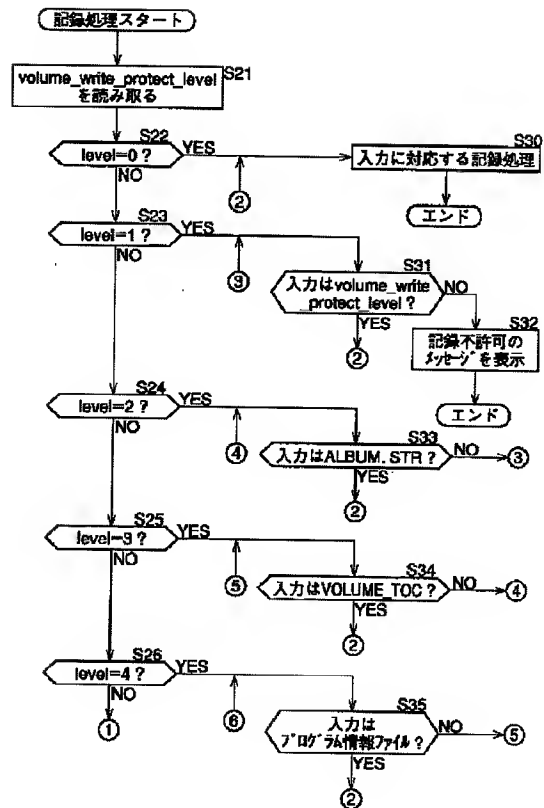 記録処理スタート
S21
volume_write_protect_level
を読み取る
S22
level=0 ?
YES
NO
②
S30
入力に対応する記録処理
エンド
S23
level=1 ?
YES
NO
③
S31
入力はvolume_write
_protect_level ?
NO
YES
②
S32
記録不許可の
メッセージを表示
エンド
S24
level=2 ?
YES
NO
④
S33
入力はALBUM. STR ?
NO
③
YES
②
S25
level=3 ?
YES
NO
⑤
S34
入力はVOLUME_TOC ?
NO
④
YES
②
S26
level=4 ?
YES
NO
①
⑥
S35
入力は
プログラム情報ファイル ?
NO
⑤
YES
②